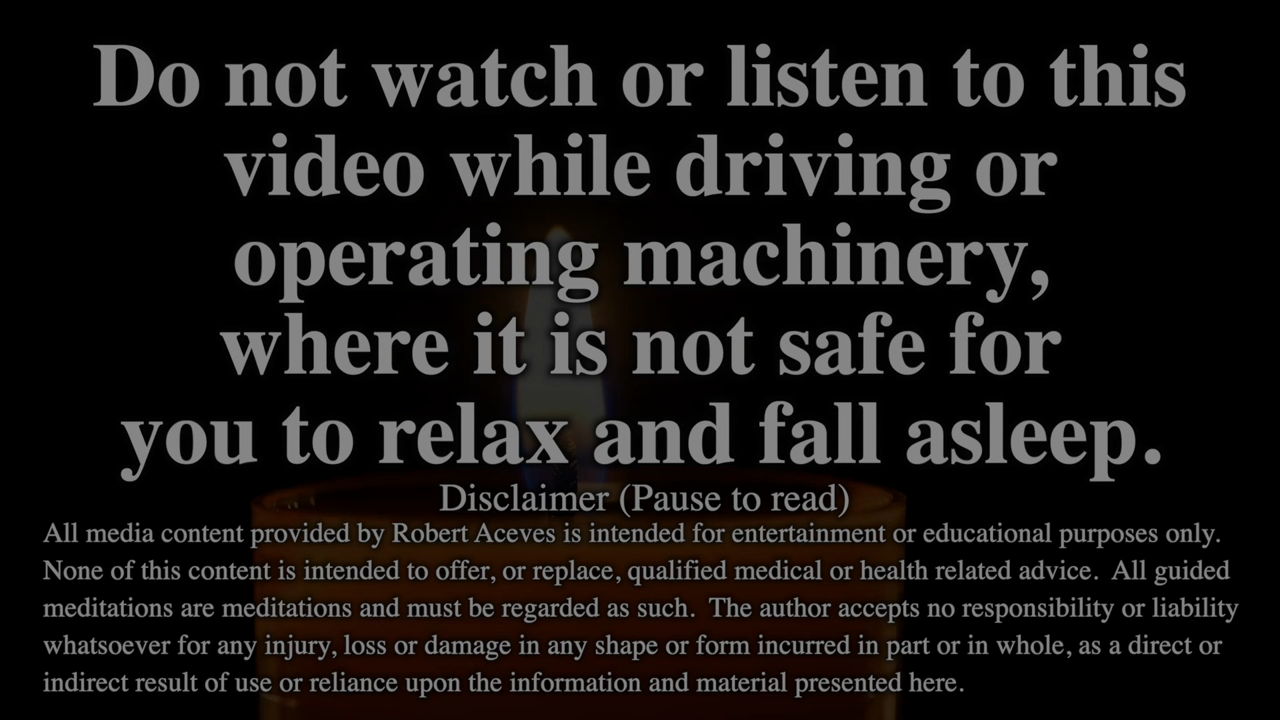 Do not watch or listen to this
video while driving or
operating machinery,
where it is not safe for
you to relax and fall asleep.
Disclaimer (Pause to read)
All media content provided by Robert Aceves is intended for entertainment or educational purposes only.
None of this content is intended to offer, or replace, qualified medical or health related advice.  All guided
meditations are meditations and must be regarded as such.  The author accepts no responsibility or liability
whatsoever for any injury, loss or damage in any shape or form incurred in part or in whole, as a direct or
indirect result of use or reliance upon the information and material presented here.